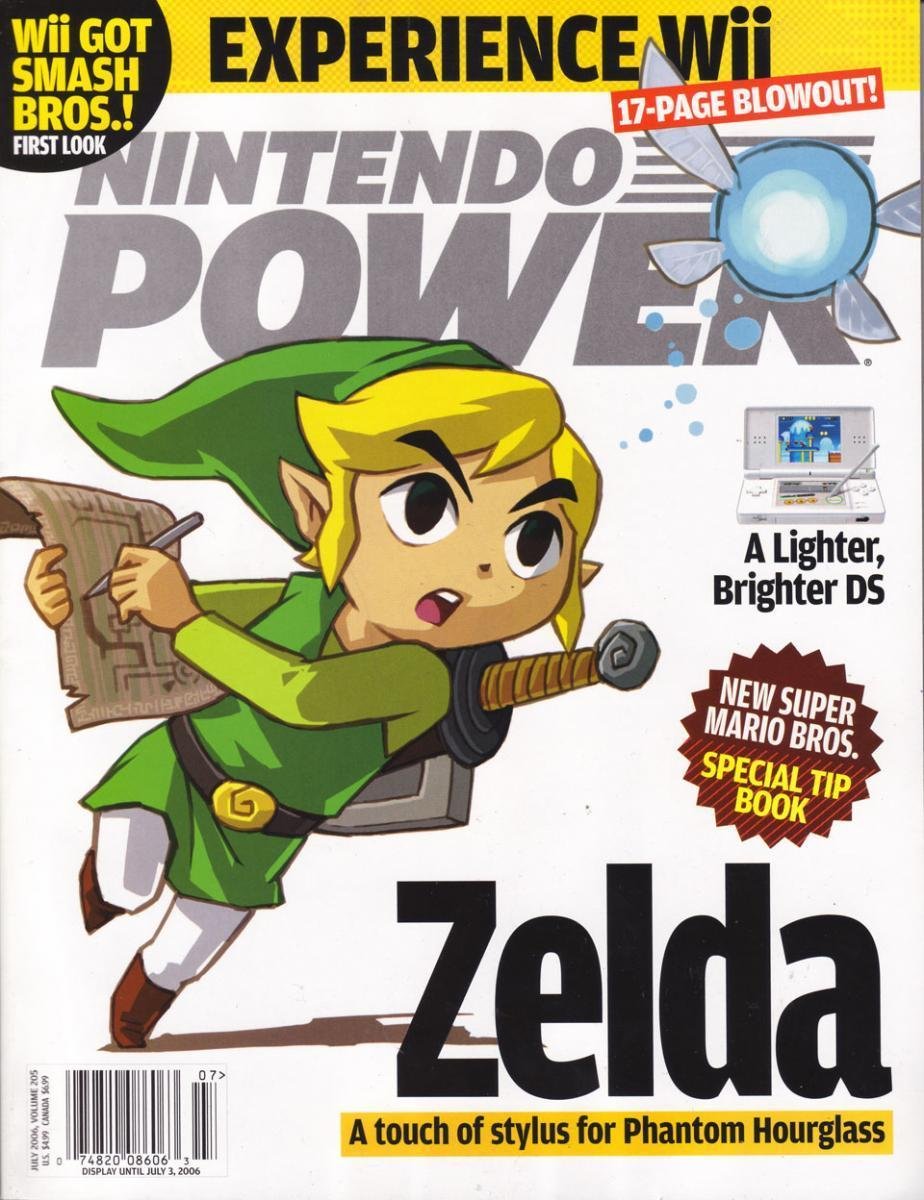 Wii GOT
SMASH
BROS.!
FIRST LOOK
EXPERIENCE Wii
17-PAGE BLOWOUT!
NINTENDO
POWER®
A Lighter,
Brighter DS
NEW SUPER
MARIO BROS.
SPECIAL TIP
BOOK
Zelda
A touch of stylus for Phantom Hourglass
JULY 2006, VOLUME 205
U.S. $4.99 CANADA $6.99
07>
0 74820 08606 3
DISPLAY UNTIL JULY 3, 2006